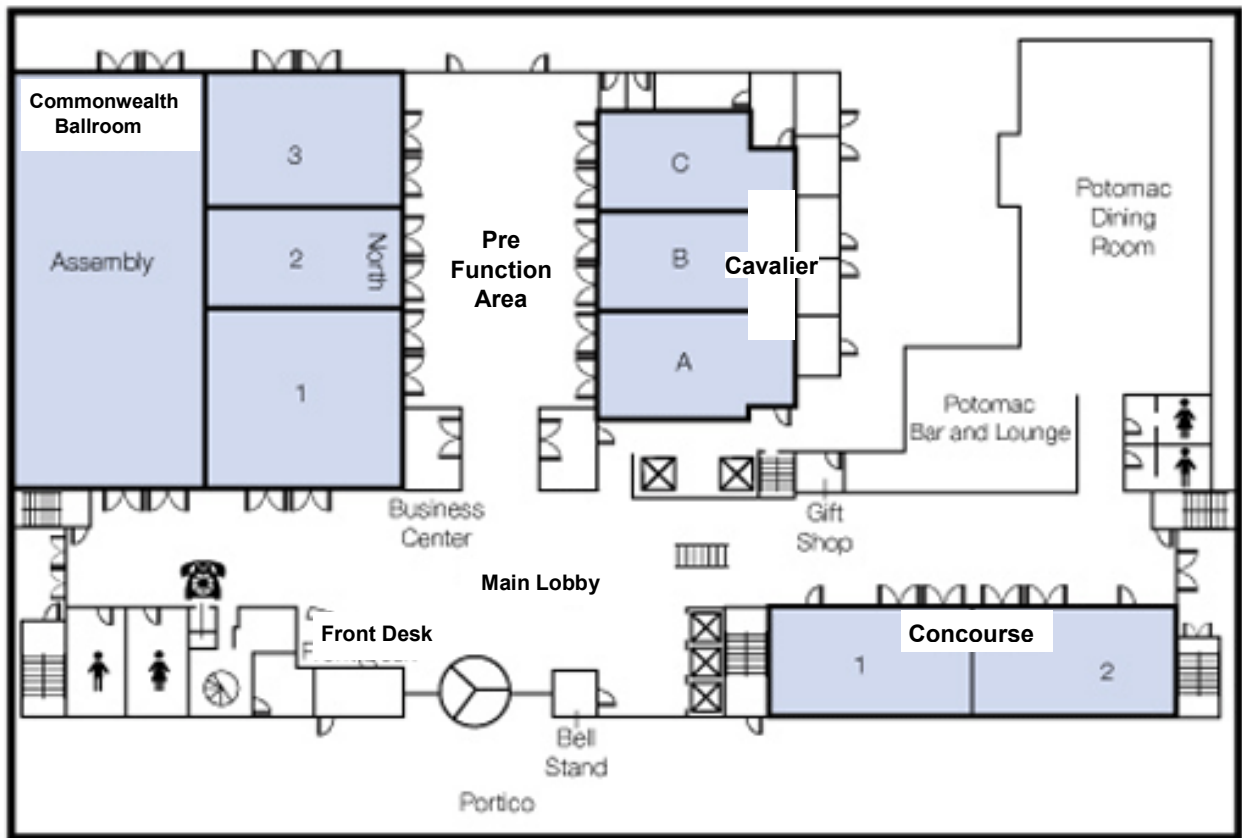 Commonwealth
Ballroom
Assembly
3
2
North
1
Pre
Function
Area
C
B
A
Cavalier
Potomac
Dining
Room
Potomac
Bar and Lounge
Business
Center
Gift
Shop
Main Lobby
Front Desk
Concourse
1
2
Bell
Stand
Portico